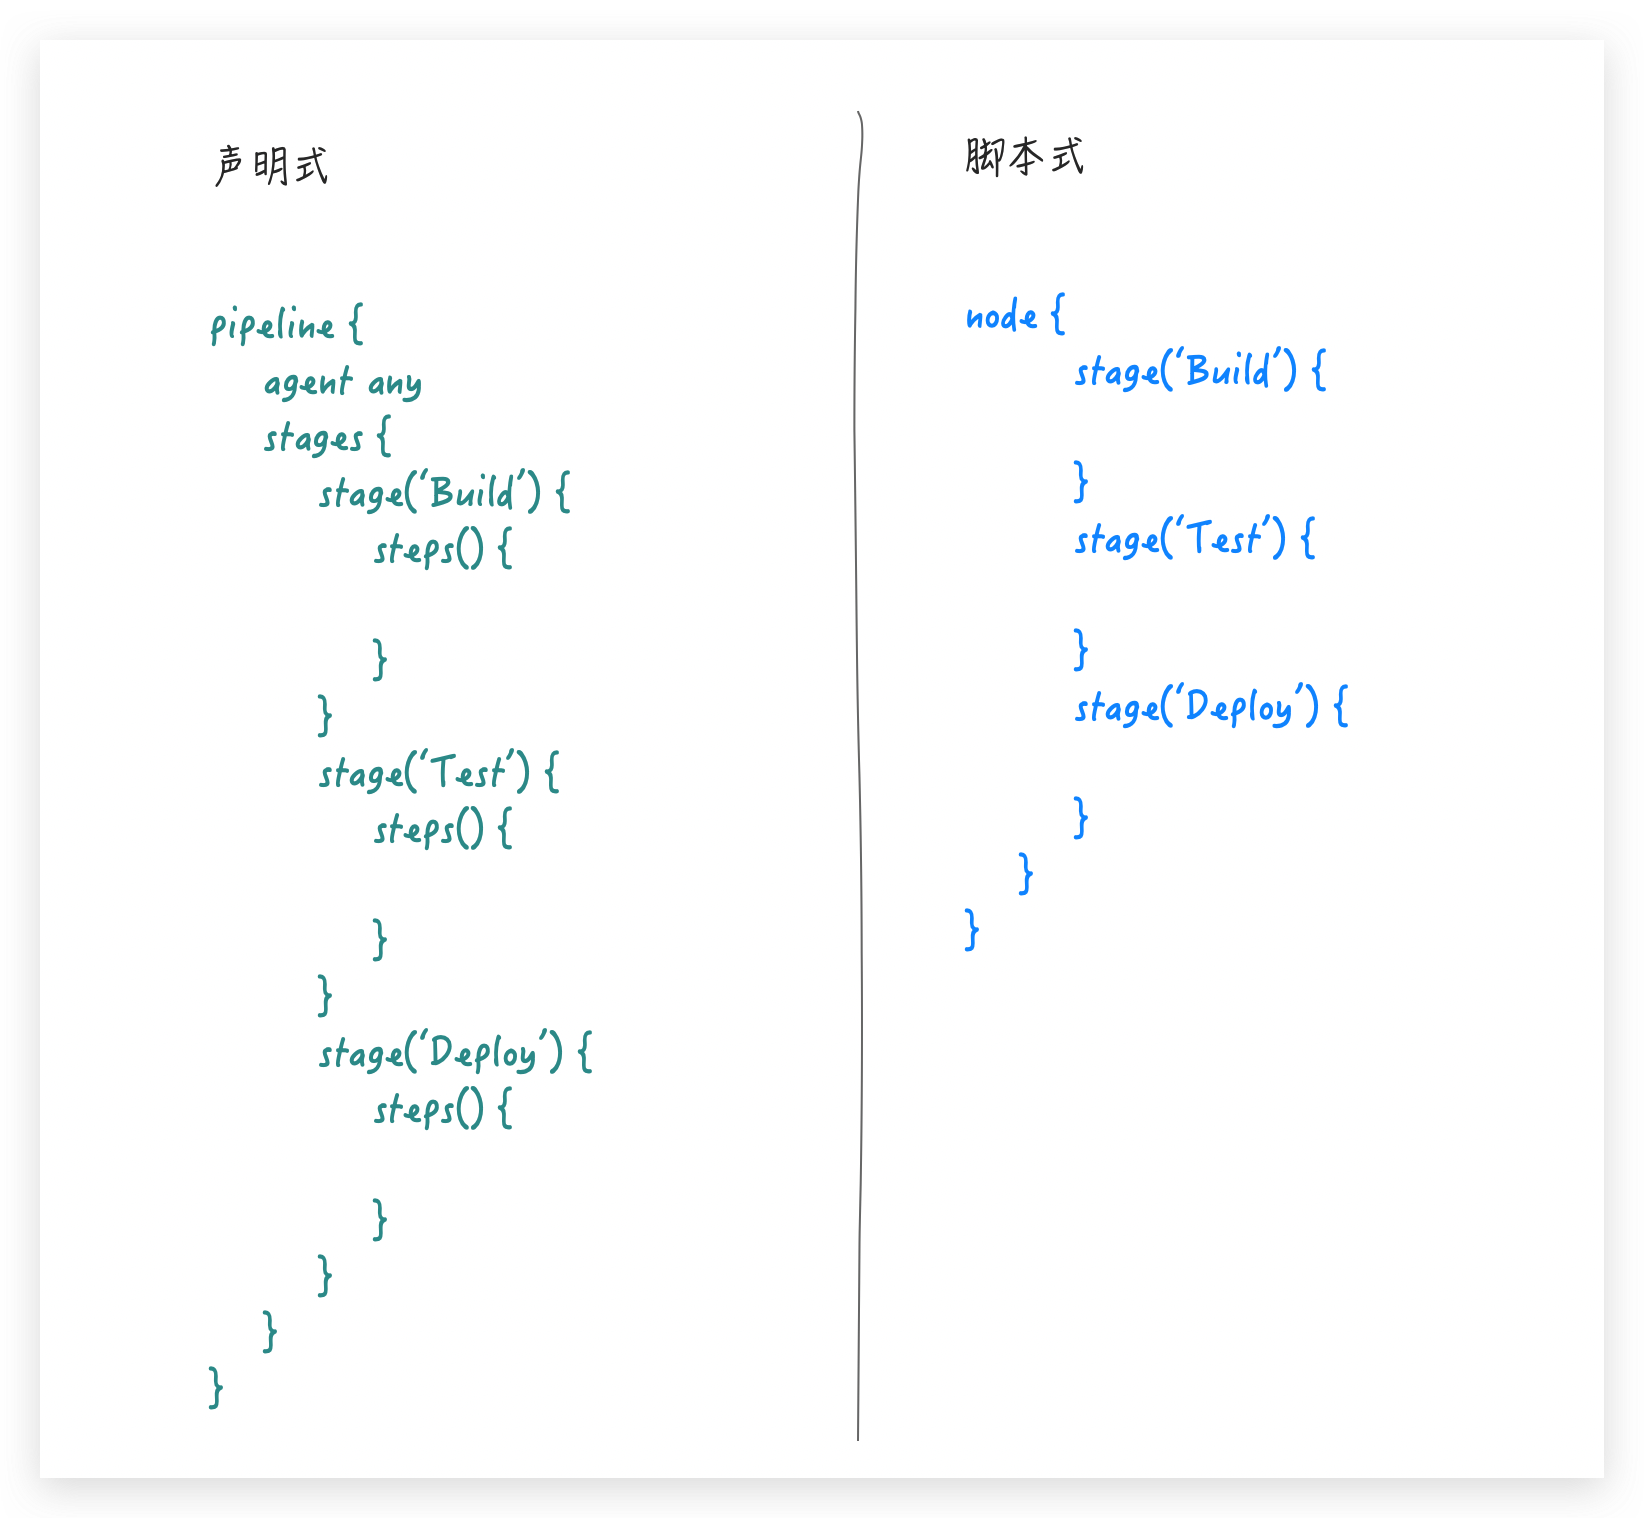 声明式
pipeline {
agent any
stages {
stage(‘Build’) {
steps() {
}
}
stage(‘Test’) {
steps() {
}
}
stage(‘Deploy’) {
steps() {
}
}
}
}
脚本式
node {
stage(‘Build’) {
}
stage(‘Test’) {
}
stage(‘Deploy’) {
}
}
}